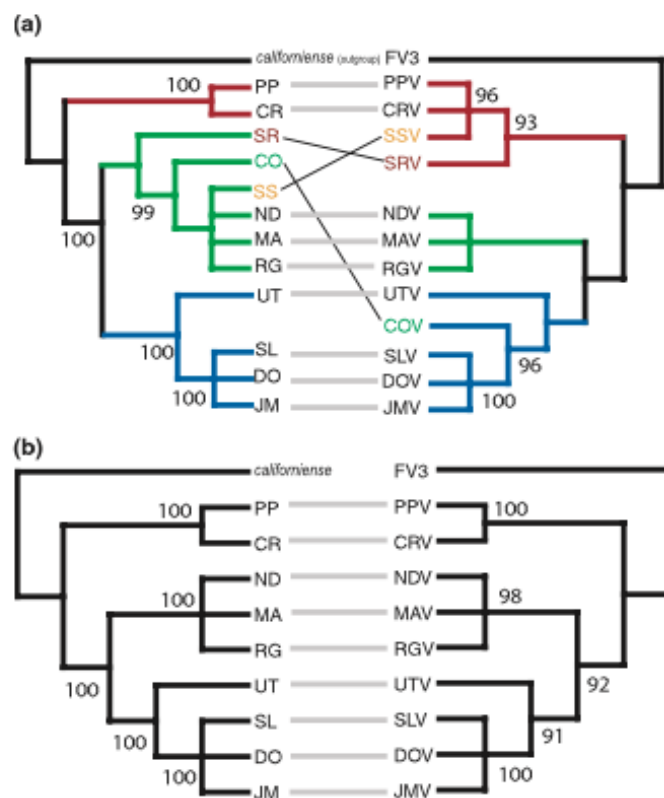 (a)
californiense (outgroup) FV3
100 PP PPV 96
CR CRV 93
SR SSV
CO SRV
99 SS
ND NDV
100 MA MAV
RG RGV
UT UTV
100 COV
SL SLV 96
DO DOV
100 JM JMV 100
(b)
californiense FV3
100 PP PPV 100
CR CRV
100 ND NDV 98
MA MAV
RG RGV
100 UT UTV 92
SL SLV 91
100 DO DOV
100 JM JMV 100